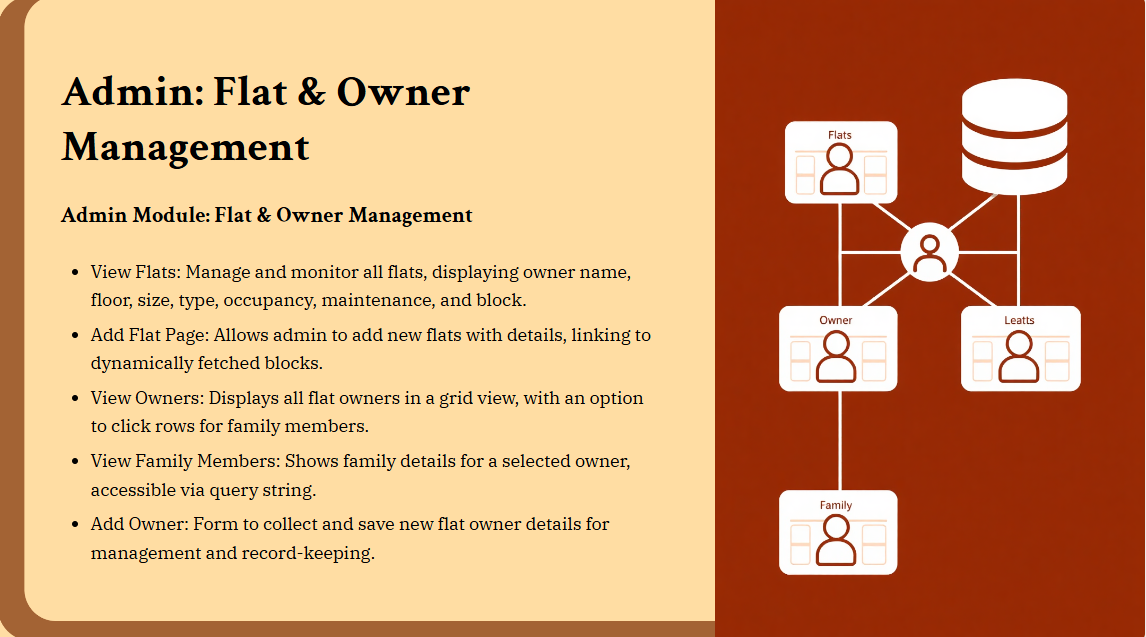 Admin: Flat & Owner
Management
Admin Module: Flat & Owner Management
• View Flats: Manage and monitor all flats, displaying owner name,
floor, size, type, occupancy, maintenance, and block.
• Add Flat Page: Allows admin to add new flats with details, linking to
dynamically fetched blocks.
• View Owners: Displays all flat owners in a grid view, with an option
to click rows for family members.
• View Family Members: Shows family details for a selected owner,
accessible via query string.
• Add Owner: Form to collect and save new flat owner details for
management and record-keeping.
Flats
Owner
Leatts
Family